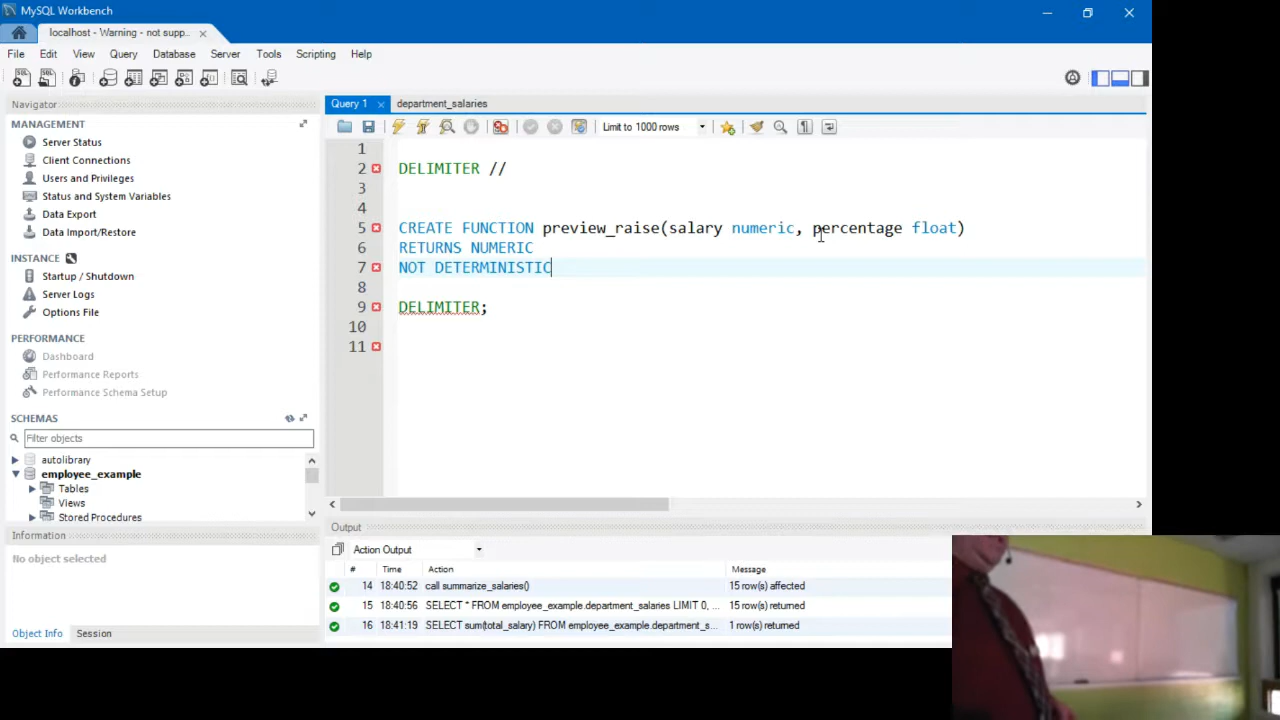 MySQL Workbench
localhost - Warning - not supp..
File Edit View Query Database Server Tools Scripting Help
Navigator
MANAGEMENT
Server Status
Client Connections
Users and Privileges
Status and System Variables
Data Export
Data Import/Restore
INSTANCE
Startup / Shutdown
Server Logs
Options File
PERFORMANCE
Dashboard
Performance Reports
Performance Schema Setup
SCHEMAS
Filter objects
autolibrary
employee_example
Tables
Views
Stored Procedures
Information
No object selected
Object Info Session
Query 1 department_salaries
Limit to 1000 rows
1
2 DELIMITER //
3
4
5 CREATE FUNCTION preview_raise(salary numeric, percentage float)
6 RETURNS NUMERIC
7 NOT DETERMINISTIC
8
9 DELIMITER;
10
11
Output
Action Output
# Time Action Message
14 18:40:52 call summarize_salaries() 15 row(s) affected
15 18:40:56 SELECT * FROM employee_example.department_salaries LIMIT 0, ... 15 row(s) returned
16 18:41:19 SELECT sum(total_salary) FROM employee_example.department_s... 1 row(s) returned